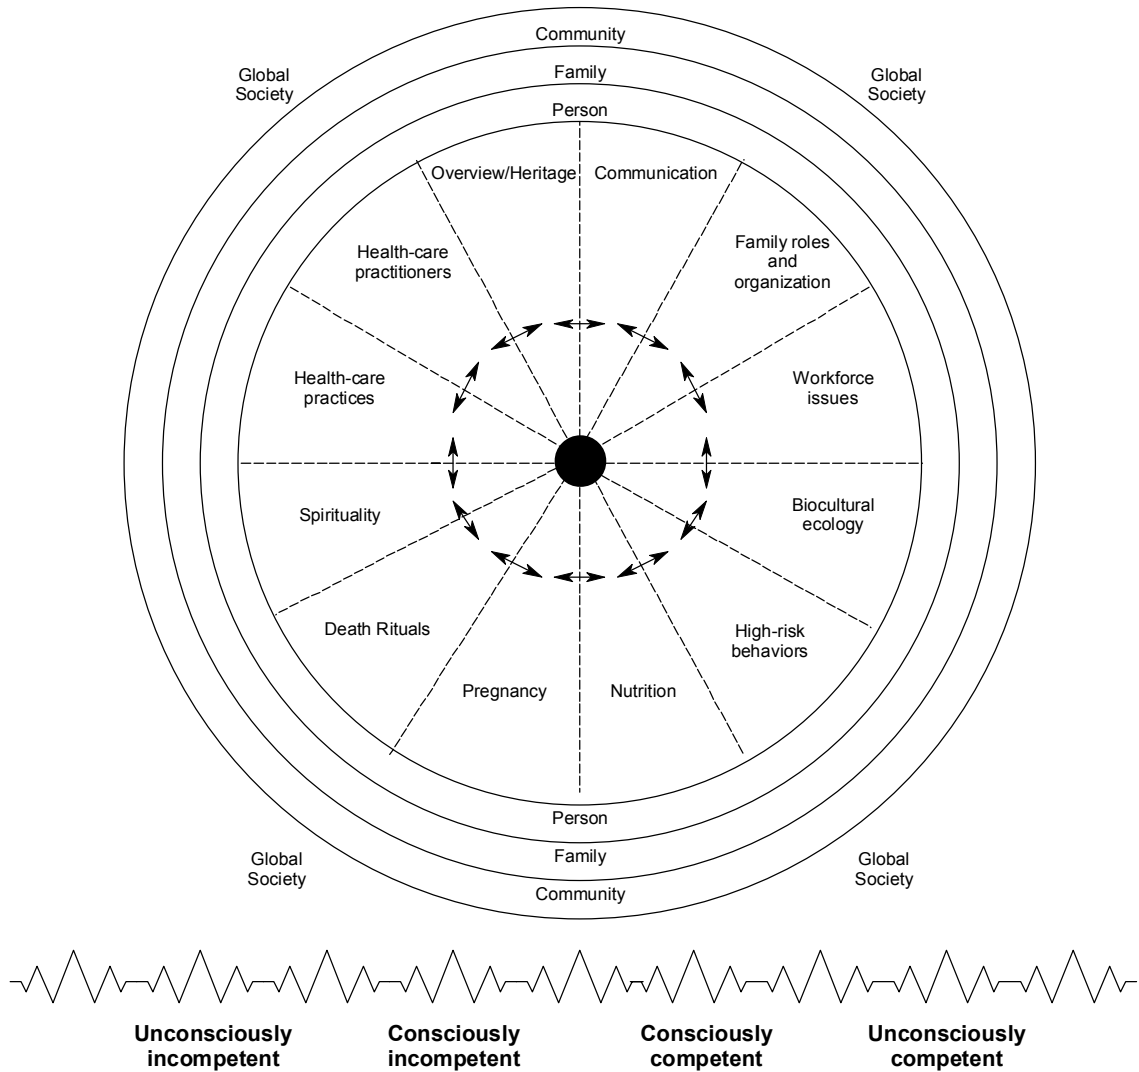 Community
Family
Person
Global
Society
Global
Society
Overview/Heritage
Communication
Health-care
practitioners
Family roles
and
organization
Health-care
practices
Workforce
issues
Spirituality
Biocultural
ecology
Death Rituals
High-risk
behaviors
Pregnancy
Nutrition
Person
Family
Community
Global
Society
Global
Society
Unconsciously
incompetent
Consciously
incompetent
Consciously
competent
Unconsciously
competent